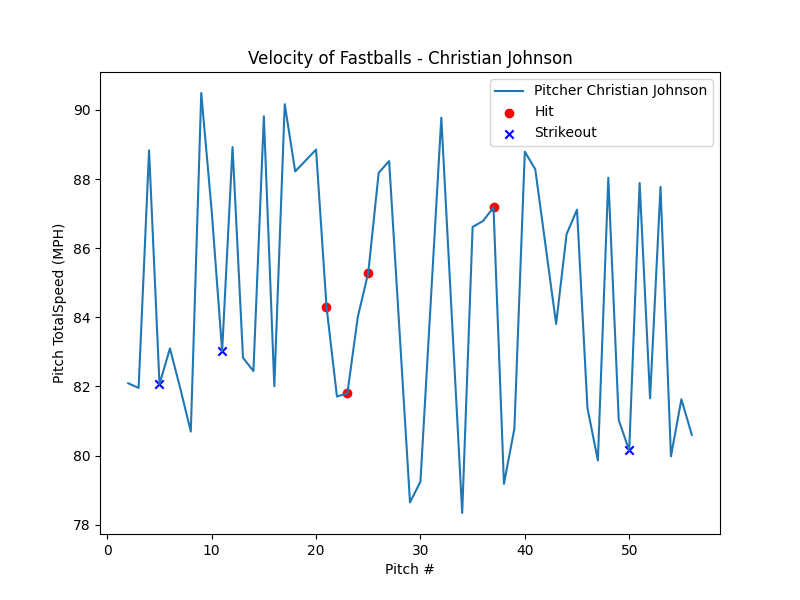 Velocity of Fastballs - Christian Johnson
Pitcher Christian Johnson
Hit
Strikeout
Pitch TotalSpeed (MPH)
90
88
86
84
82
80
78
0 10 20 30 40 50
Pitch #